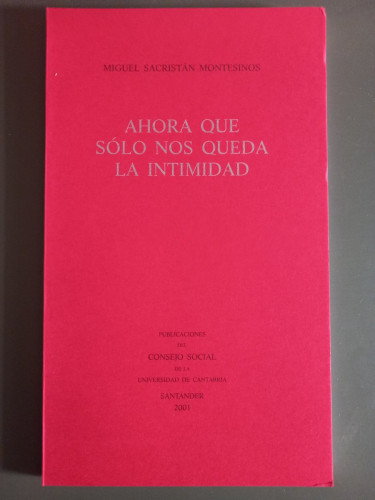 MIGUEL SACRISTÁN MONTESINOS
AHORA QUE
SÓLO NOS QUEDA
LA INTIMIDAD
PUBLICACIONES
DEL
CONSEJO SOCIAL
DE LA
UNIVERSIDAD DE CANTABRIA
SANTANDER
2003